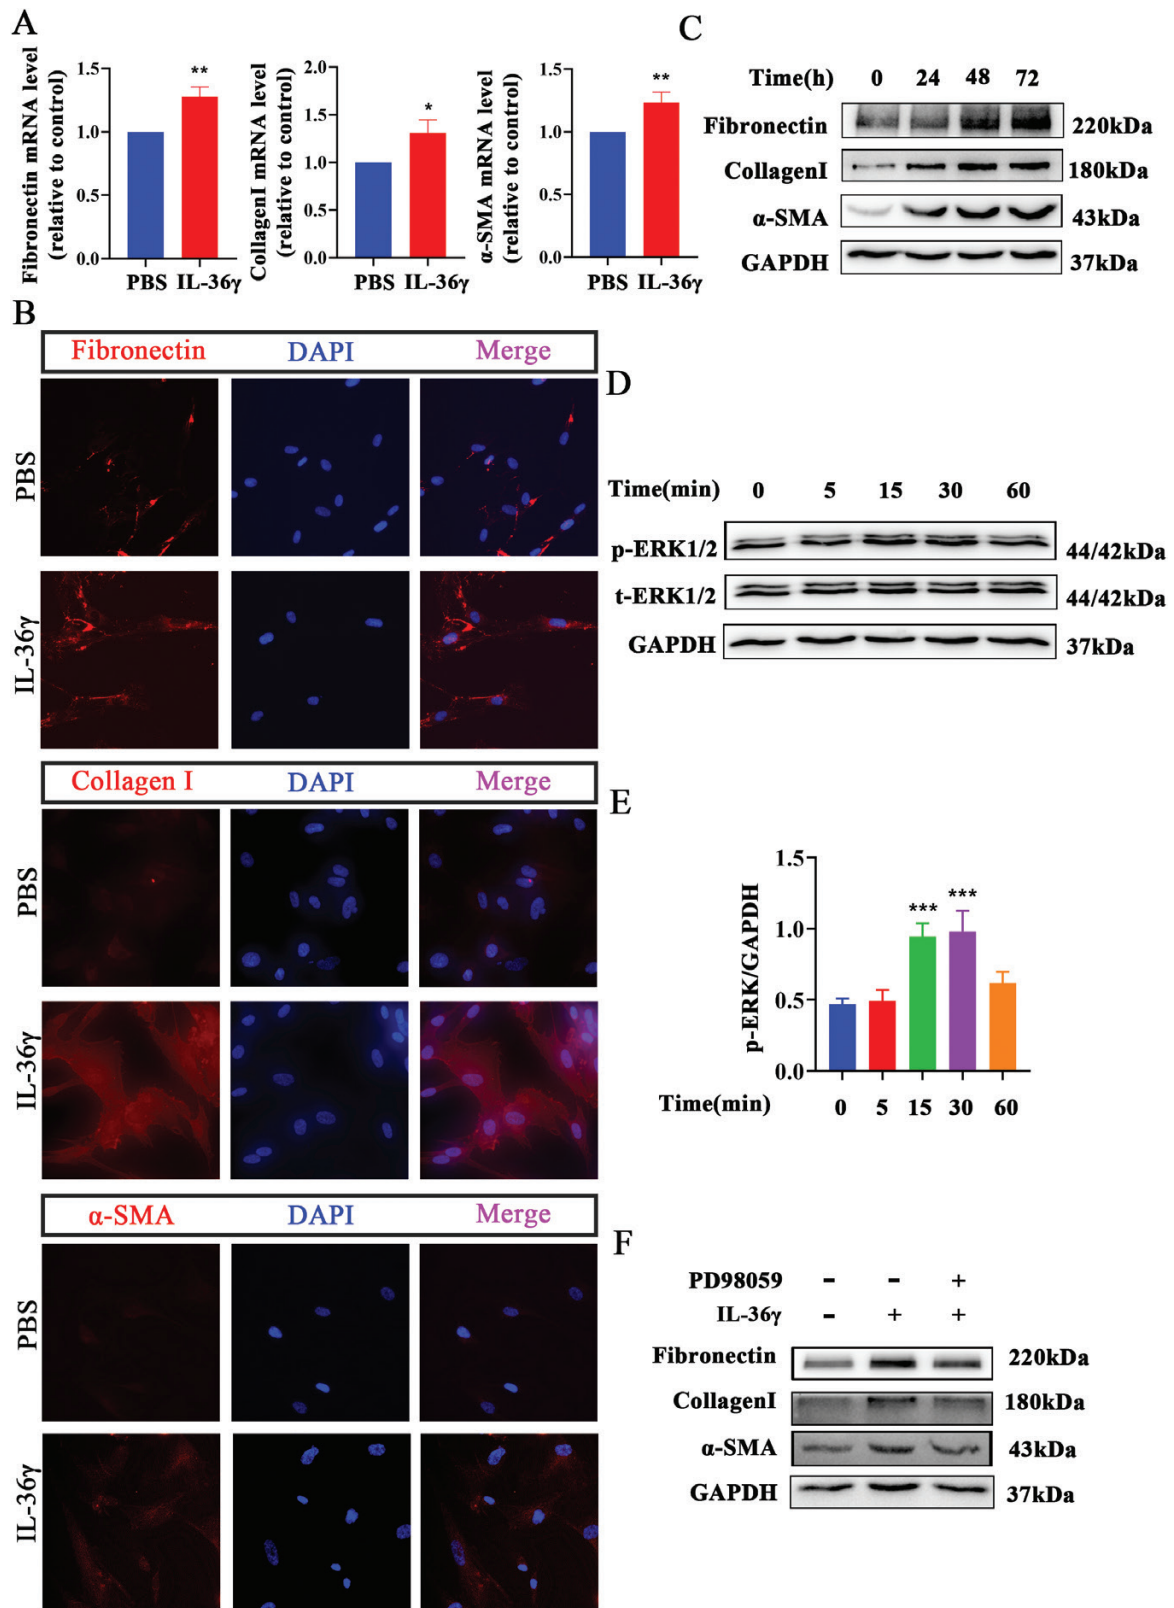 A
Fibronectin mRNA level
(relative to control)
1.5
1.0
0.5
0.0
**
PBS IL-36γ
CollagenI mRNA level
(relative to control)
2.0
1.5
1.0
0.5
0.0
*
PBS IL-36γ
α-SMA mRNA level
(relative to control)
1.5
1.0
0.5
0.0
**
PBS IL-36γ
B
Fibronectin DAPI Merge
PBS
IL-36γ
Collagen I DAPI Merge
PBS
IL-36γ
α-SMA DAPI Merge
PBS
IL-36γ
C
Time(h) 0 24 48 72
Fibronectin 220kDa
CollagenI 180kDa
α-SMA 43kDa
GAPDH 37kDa
D
Time(min) 0 5 15 30 60
p-ERK1/2 44/42kDa
t-ERK1/2 44/42kDa
GAPDH 37kDa
E
p-ERK/GAPDH
1.5
1.0
0.5
0.0
*** ***
Time(min) 0 5 15 30 60
F
PD98059 - - +
IL-36γ - + +
Fibronectin 220kDa
CollagenI 180kDa
α-SMA 43kDa
GAPDH 37kDa